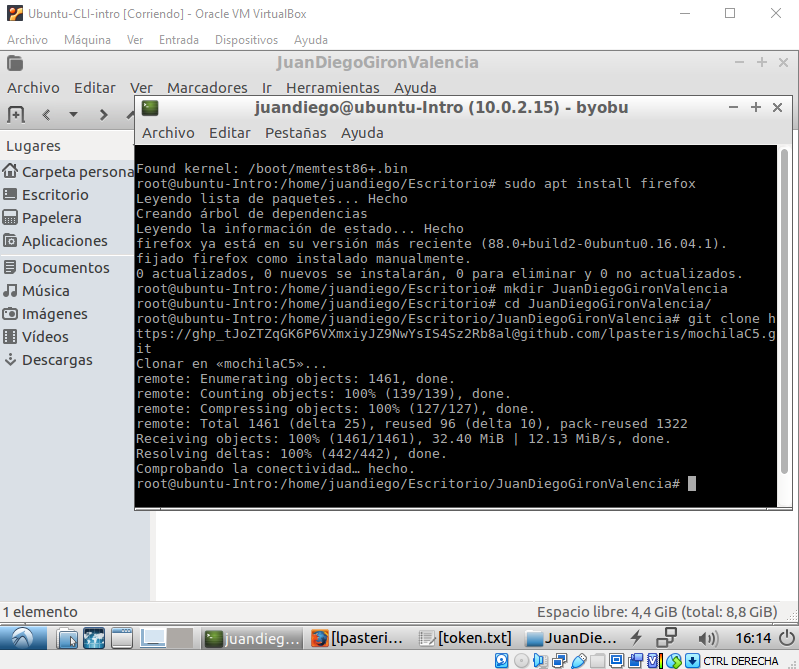 Ubuntu-CLI-intro [Corriendo] - Oracle VM VirtualBox
Archivo Máquina Ver Entrada Dispositivos Ayuda
JuanDiegoGironValencia
Archivo Editar Ver Marcadores Ir Herramientas Ayuda
juandiego@ubuntu-Intro (10.0.2.15) - byobu
Archivo Editar Pestañas Ayuda
Lugares
Carpeta persona
Escritorio
Papelera
Aplicaciones
Documentos
Música
Imágenes
Vídeos
Descargas
Found kernel: /boot/memtest86+.bin
root@ubuntu-Intro:/home/juandiego/Escritorio# sudo apt install firefox
Leyendo lista de paquetes... Hecho
Creando árbol de dependencias
Leyendo la información de estado... Hecho
firefox ya está en su versión más reciente (88.0+build2-0ubuntu0.16.04.1).
fijado firefox como instalado manualmente.
0 actualizados, 0 nuevos se instalarán, 0 para eliminar y 0 no actualizados.
root@ubuntu-Intro:/home/juandiego/Escritorio# mkdir JuanDiegoGironValencia
root@ubuntu-Intro:/home/juandiego/Escritorio# cd JuanDiegoGironValencia/
root@ubuntu-Intro:/home/juandiego/Escritorio/JuanDiegoGironValencia# git clone h
ttps://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@github.com/lpasteris/mochilaC5.g
it
Clonar en «mochilaC5»...
remote: Enumerating objects: 1461, done.
remote: Counting objects: 100% (139/139), done.
remote: Compressing objects: 100% (127/127), done.
remote: Total 1461 (delta 25), reused 96 (delta 10), pack-reused 1322
Receiving objects: 100% (1461/1461), 32.40 MiB | 12.13 MiB/s, done.
Resolving deltas: 100% (442/442), done.
Comprobando la conectividad… hecho.
root@ubuntu-Intro:/home/juandiego/Escritorio/JuanDiegoGironValencia#
1 elemento Espacio libre: 4,4 GiB (total: 8,8 GiB)
juandieg... [lpasteri... [token.txt] JuanDie... 16:14
CTRL DERECHA